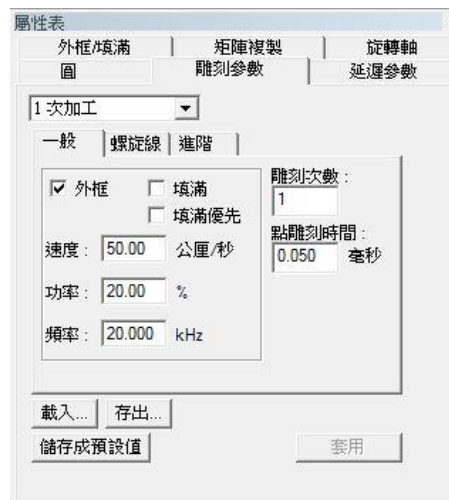 屬性表
外框/填滿 矩陣複製 旋轉軸
圓 雕刻參數 延遲參數
1 次加工
一般 螺旋線 進階
外框 填滿
填滿優先
速度： 50.00 公厘/秒
功率： 20.00 %
頻率： 20.000 kHz
雕刻次數：
1
點雕刻時間：
0.050 毫秒
載入... 存出...
儲存成預設值 套用